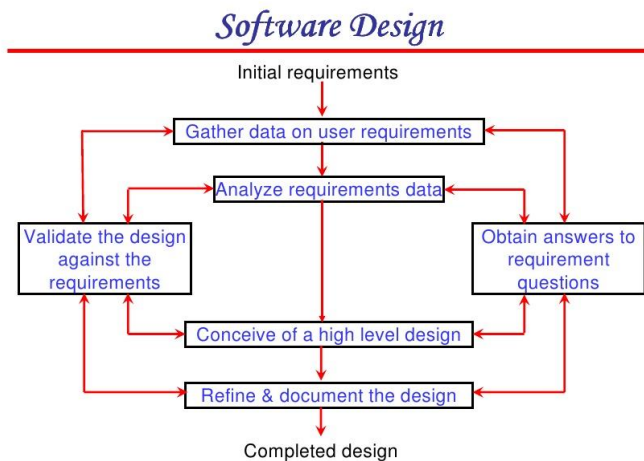 Software Design
Initial requirements
Gather data on user requirements
Analyze requirements data
Validate the design
against the
requirements
Obtain answers to
requirement
questions
Conceive of a high level design
Refine & document the design
Completed design